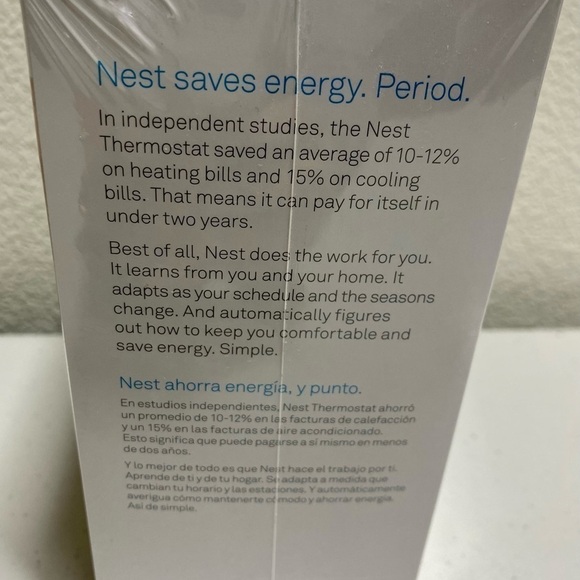 Nest saves energy. Period.
In independent studies, the Nest
Thermostat saved an average of 10-12%
on heating bills and 15% on cooling
bills. That means it can pay for itself in
under two years.
Best of all, Nest does the work for you.
It learns from you and your home. It
adapts as your schedule and the seasons
change. And automatically figures
out how to keep you comfortable and
save energy. Simple.
Nest ahorra energía, y punto.
En estudios independientes, Nest Thermostat ahorró
un promedio de 10-12% en las facturas de calefacción
y un 15% en las facturas de aire acondicionado.
Esto significa que puede pagarse a sí mismo en menos
de dos años.
Y lo mejor de todo es que Nest hace el trabajo por ti.
Aprende de ti y de tu hogar. Se adapta a medida que
cambian tu horario y las estaciones. Y automáticamente
averigua cómo mantenerte cómodo y ahorrar energía.
Así de simple.